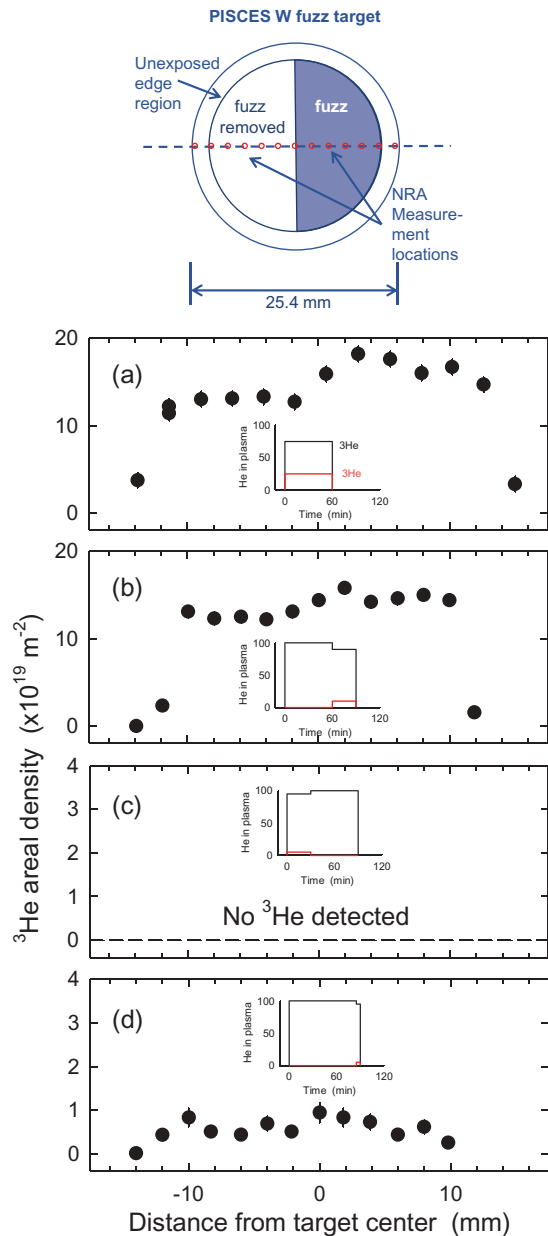 PISCES W fuzz target
Unexposed
edge
region
fuzz
removed
fuzz
NRA
Measure-
ment
locations
25.4 mm
³He areal density (x10¹⁹ m⁻²)
20
10
0
(a)
He in plasma
100
50
0
3He
3He
0
60
120
Time (min)
20
10
0
(b)
He in plasma
100
50
0
0
60
120
Time (min)
4
3
2
1
0
(c)
He in plasma
100
50
0
0
60
120
Time (min)
No ³He detected
4
3
2
1
0
(d)
He in plasma
100
50
0
0
60
120
Time (min)
-10
0
10
Distance from target center (mm)